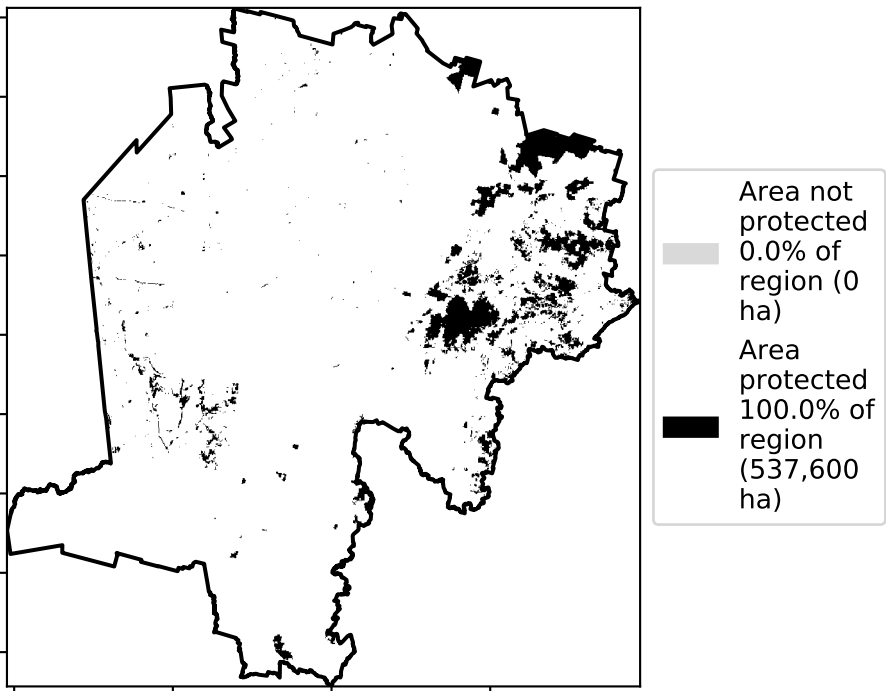 Area not
protected
0.0% of
region (0
ha)
Area
protected
100.0% of
region
(537,600
ha)